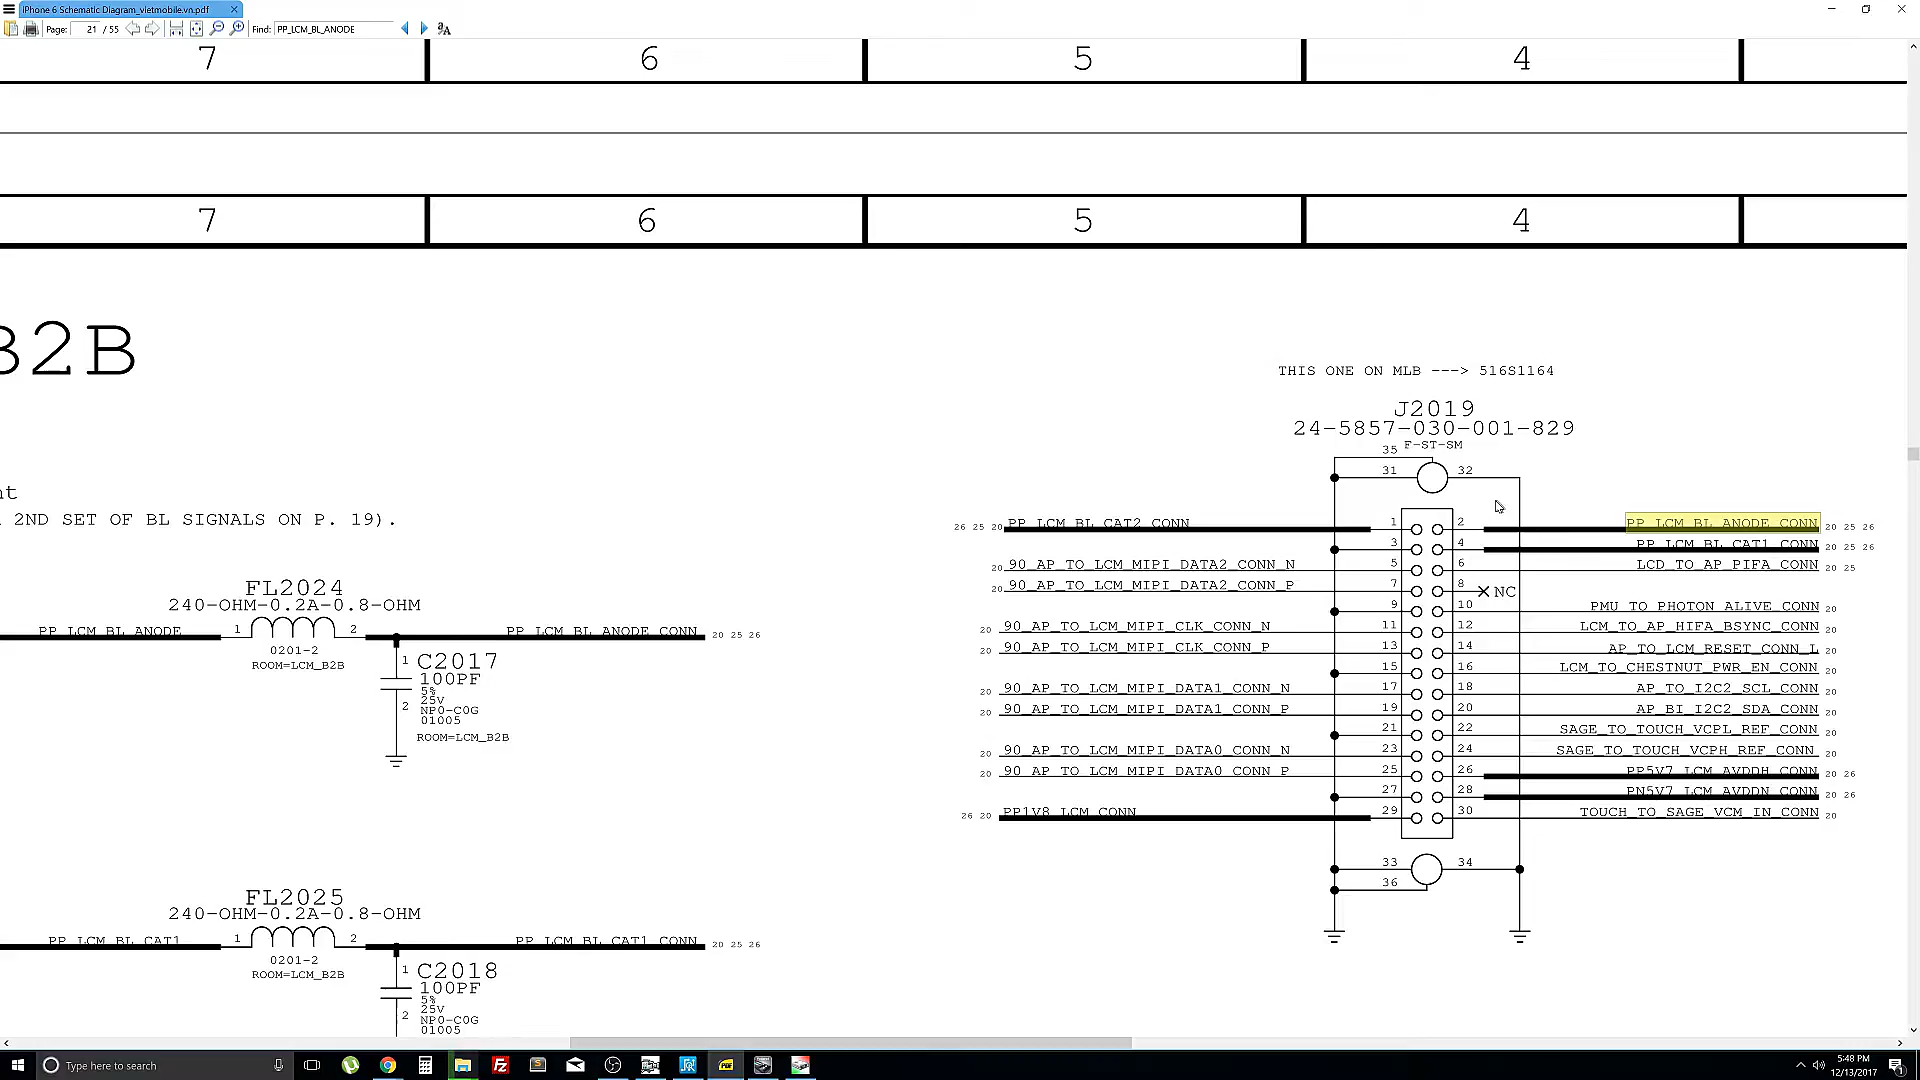 iPhone 6 Schematic Diagram_vietmobile.vn.pdf
Page: 21 / 55 Find: PP_LCM_BL_ANODE
7 6 5 4
7 6 5 4
B2B
THIS ONE ON MLB ---> 516S1164
J2019
24-5857-030-001-829
F-ST-SM
35
31 32
2ND SET OF BL SIGNALS ON P. 19).
26 25 20 PP_LCM_BL_CAT2_CONN 1 2 PP_LCM_BL_ANODE_CONN 20 25 26
3 4 PP_LCM_BL_CAT1_CONN 20 25 26
20 90_AP_TO_LCM_MIPI_DATA2_CONN_N 5 6 LCD_TO_AP_PIFA_CONN 20 25
20 90_AP_TO_LCM_MIPI_DATA2_CONN_P 7 8 NC
9 10 PMU_TO_PHOTON_ALIVE_CONN 20
20 90_AP_TO_LCM_MIPI_CLK_CONN_N 11 12 LCM_TO_AP_HIFA_BSYNC_CONN 20
20 90_AP_TO_LCM_MIPI_CLK_CONN_P 13 14 AP_TO_LCM_RESET_CONN_L 20
15 16 LCM_TO_CHESTNUT_PWR_EN_CONN 20
20 90_AP_TO_LCM_MIPI_DATA1_CONN_N 17 18 AP_TO_I2C2_SCL_CONN 20
20 90_AP_TO_LCM_MIPI_DATA1_CONN_P 19 20 AP_BI_I2C2_SDA_CONN 20
21 22 SAGE_TO_TOUCH_VCPL_REF_CONN 20
20 90_AP_TO_LCM_MIPI_DATA0_CONN_N 23 24 SAGE_TO_TOUCH_VCPH_REF_CONN 20
20 90_AP_TO_LCM_MIPI_DATA0_CONN_P 25 26 PP5V7_LCM_AVDDH_CONN 20 26
27 28 PN5V7_LCM_AVDDN_CONN 20 26
26 20 PP1V8_LCM_CONN 29 30 TOUCH_TO_SAGE_VCM_IN_CONN 20
33 34
36
FL2024
240-OHM-0.2A-0.8-OHM
PP_LCM_BL_ANODE 1 2 PP_LCM_BL_ANODE_CONN 20 25 26
0201-2
ROOM=LCM_B2B
1 C2017
100PF
5%
25V
2 NP0-C0G
01005
ROOM=LCM_B2B
FL2025
240-OHM-0.2A-0.8-OHM
PP_LCM_BL_CAT1 1 2 PP_LCM_BL_CAT1_CONN 20 25 26
0201-2
ROOM=LCM_B2B
1 C2018
100PF
5%
25V
2 NP0-C0G
01005
Type here to search
5:48 PM
12/13/2017